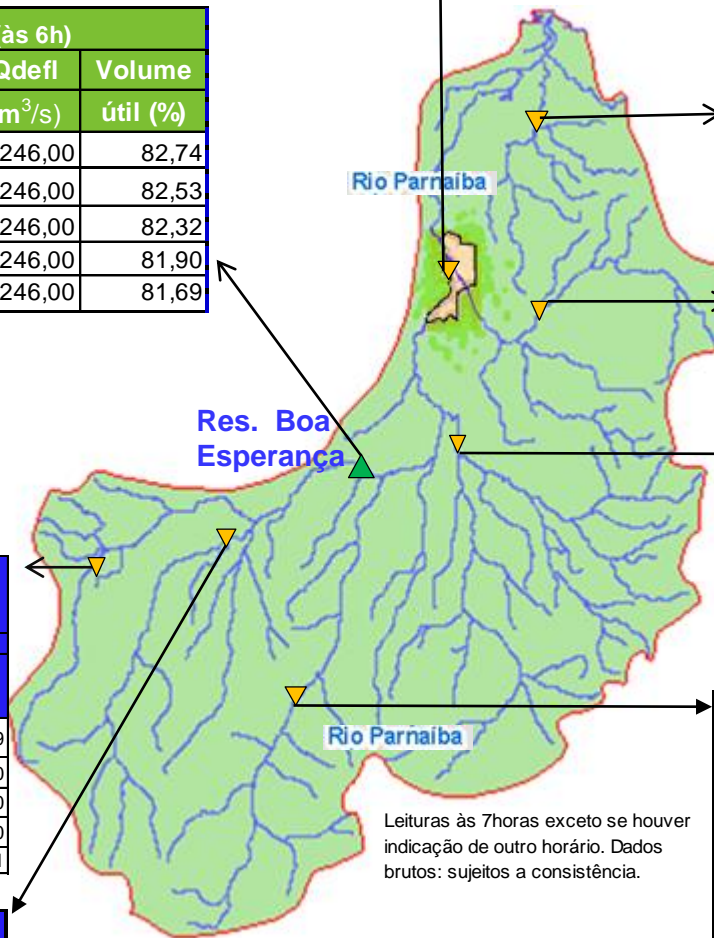 (às 6h)
Qdefl Volume
m³/s) útil (%)
246,00 82,74
246,00 82,53
246,00 82,32
246,00 81,90
246,00 81,69
Rio Parnaíba
Res. Boa
Esperança
Rio Parnaíba
Leituras às 7horas exceto se houver
indicação de outro horário. Dados
brutos: sujeitos a consistência.